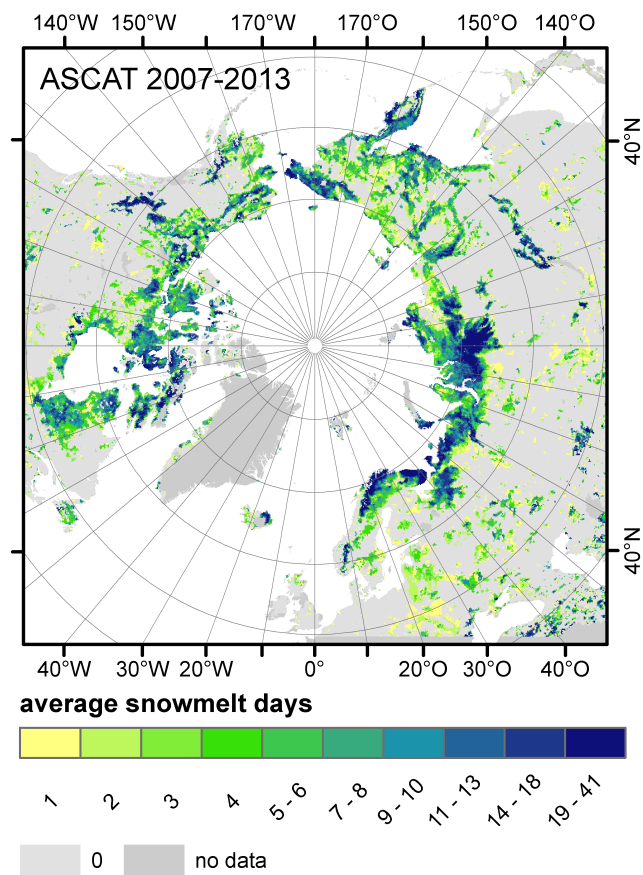 140°W 150°W 170°W 170°O 150°O 140°O
ASCAT 2007-2013
40°N
40°N
40°W 30°W 20°W 0° 20°O 30°O 40°O
average snowmelt days
1 2 3 4 5 - 6 7 - 8 9 - 10 11 - 13 14 - 18 19 - 41
0 no data